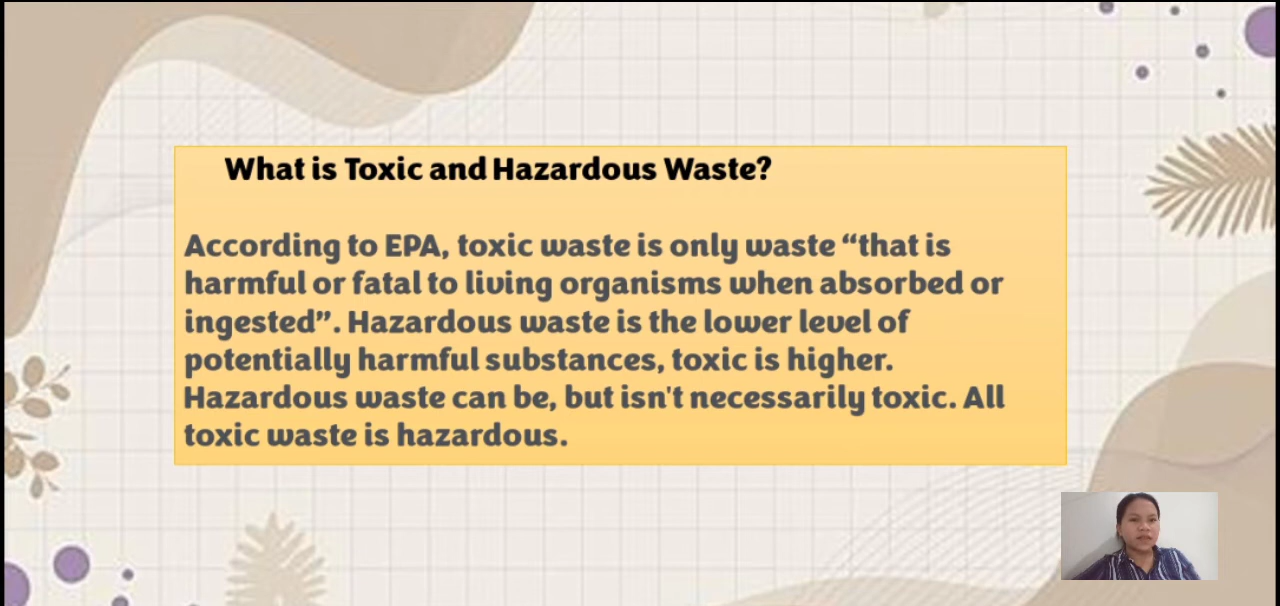 What is Toxic and Hazardous Waste?
According to EPA, toxic waste is only waste “that is
harmful or fatal to living organisms when absorbed or
ingested”. Hazardous waste is the lower level of
potentially harmful substances, toxic is higher.
Hazardous waste can be, but isn't necessarily toxic. All
toxic waste is hazardous.